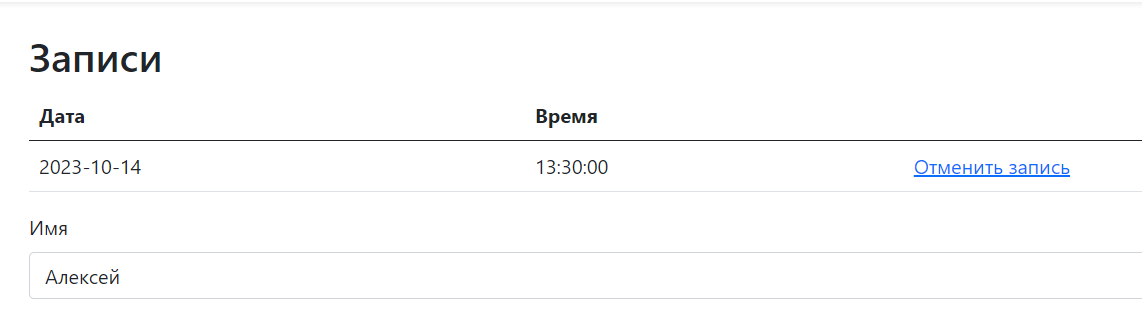 Записи
Дата Время
2023-10-14 13:30:00 Отменить запись
Имя
Алексей